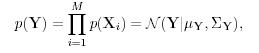 p(Y) = ∏_{i=1}^{M} p(X_i) = 𝒩(Y|μ_Y, Σ_Y),